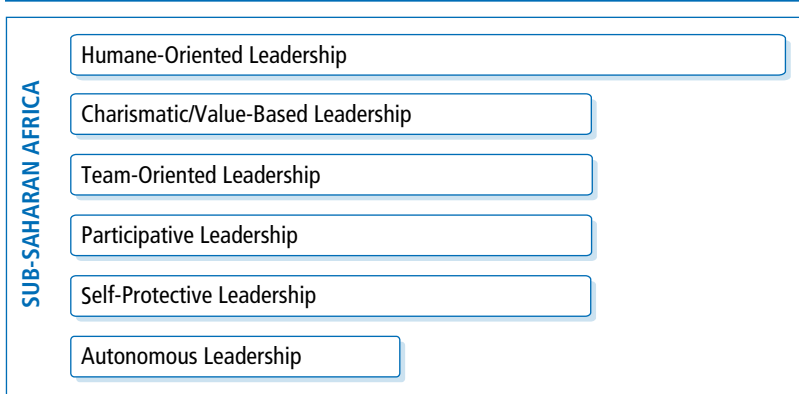 SUB-SAHARAN AFRICA
Humane-Oriented Leadership
Charismatic/Value-Based Leadership
Team-Oriented Leadership
Participative Leadership
Self-Protective Leadership
Autonomous Leadership